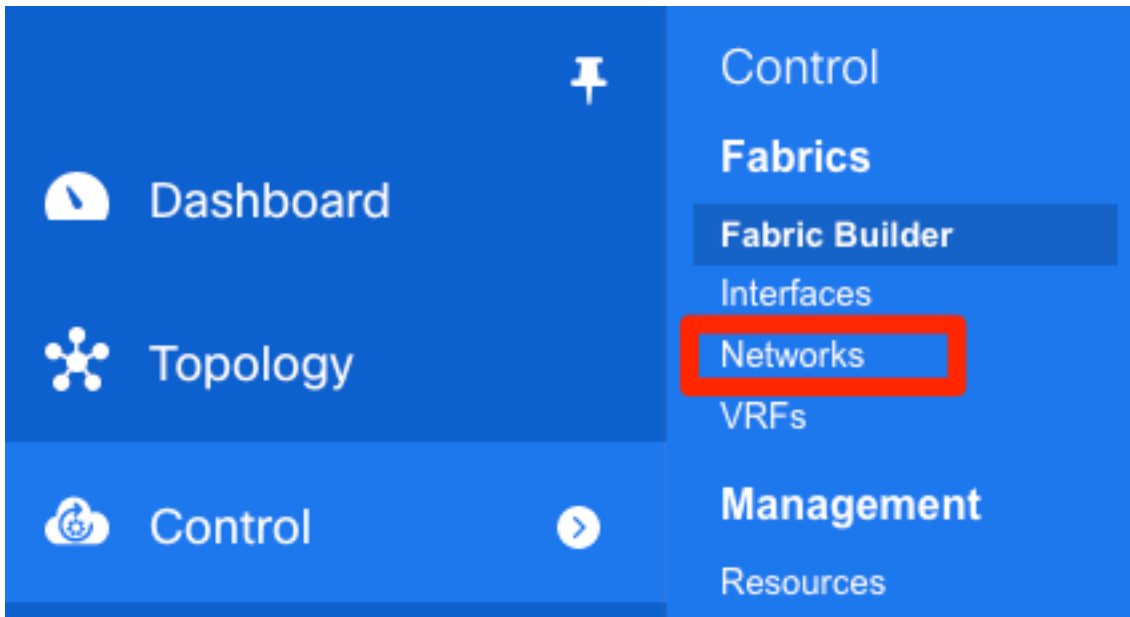 Dashboard
Topology
Control
Control
Fabrics
Fabric Builder
Interfaces
Networks
VRFs
Management
Resources